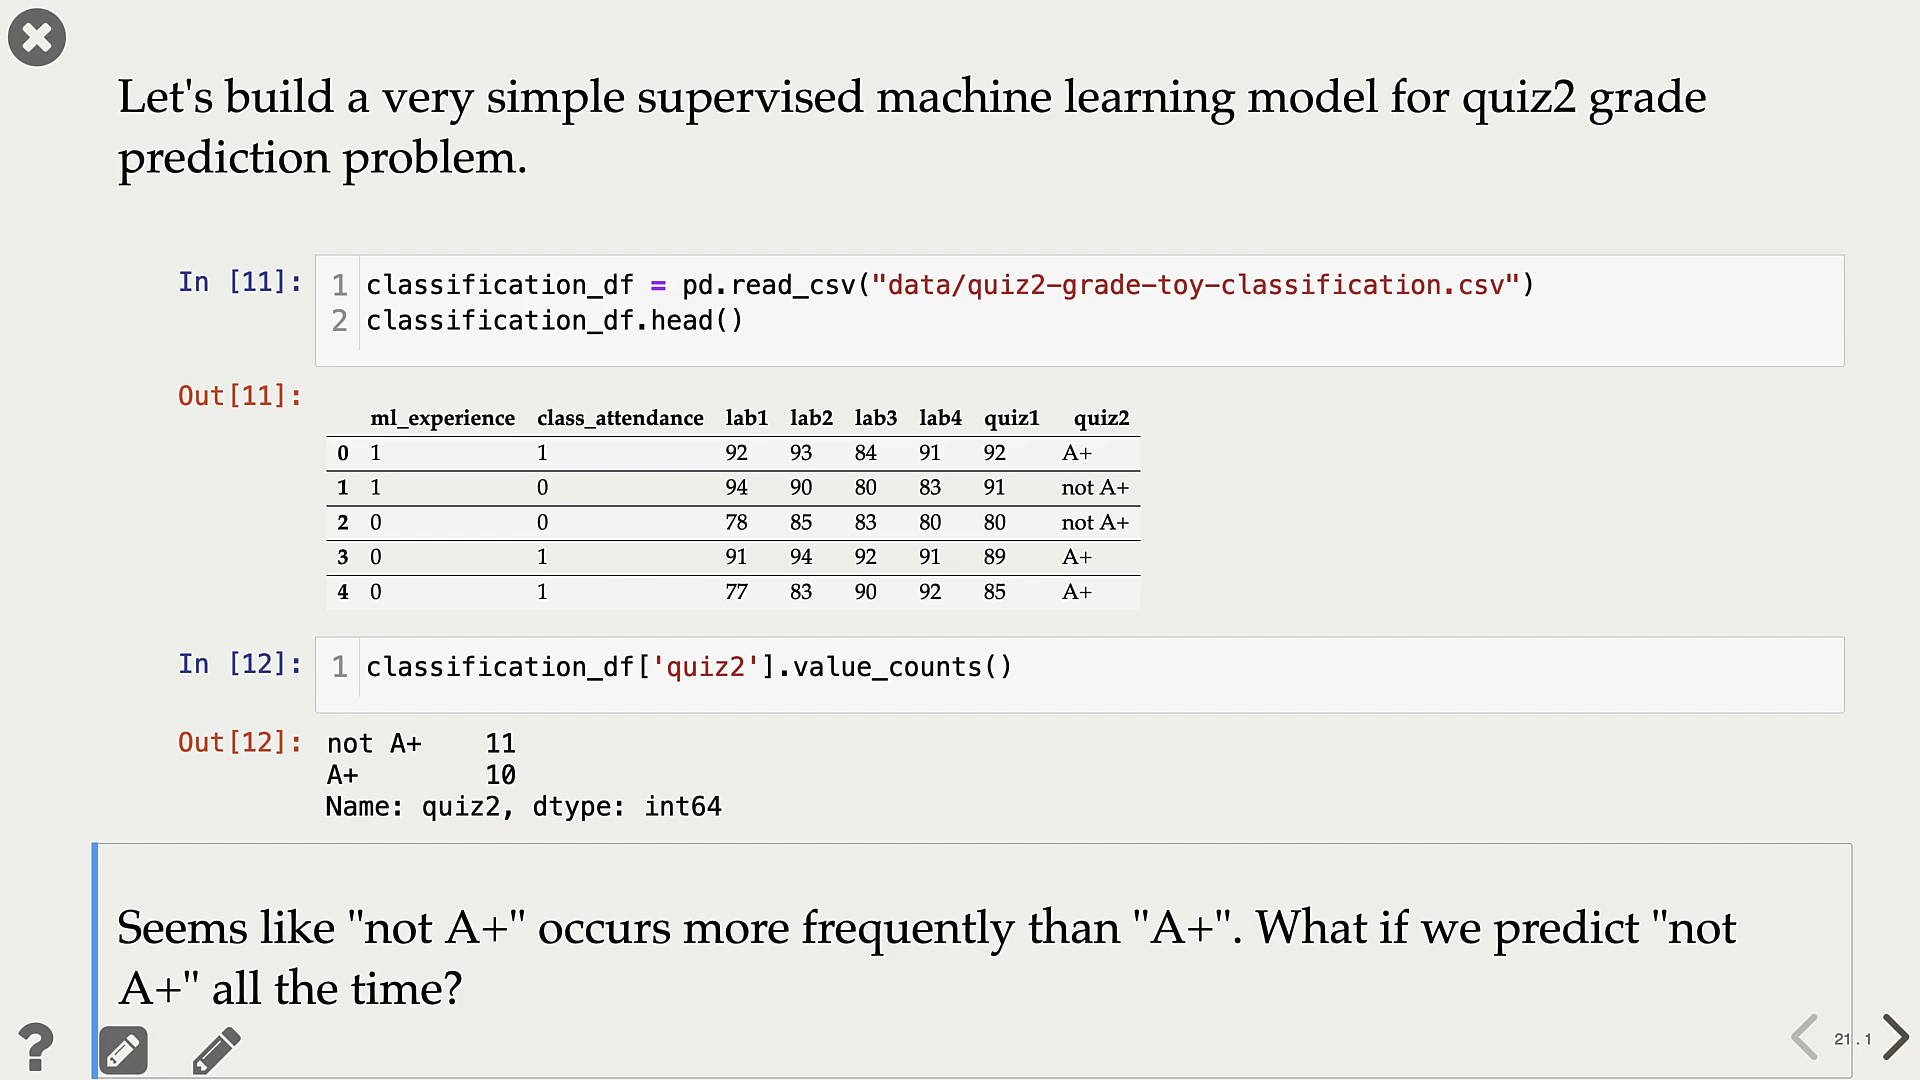 Let's build a very simple supervised machine learning model for quiz2 grade
prediction problem.
In [11]:
1 classification_df = pd.read_csv("data/quiz2-grade-toy-classification.csv")
2 classification_df.head()
Out[11]:
ml_experience class_attendance lab1 lab2 lab3 lab4 quiz1 quiz2
0 1 1 92 93 84 91 92 A+
1 1 0 94 90 80 83 91 not A+
2 0 0 78 85 83 80 80 not A+
3 0 1 91 94 92 91 89 A+
4 0 1 77 83 90 92 85 A+
In [12]:
1 classification_df['quiz2'].value_counts()
Out[12]:
not A+ 11
A+ 10
Name: quiz2, dtype: int64
Seems like "not A+" occurs more frequently than "A+". What if we predict "not
A+" all the time?
?
21 . 1